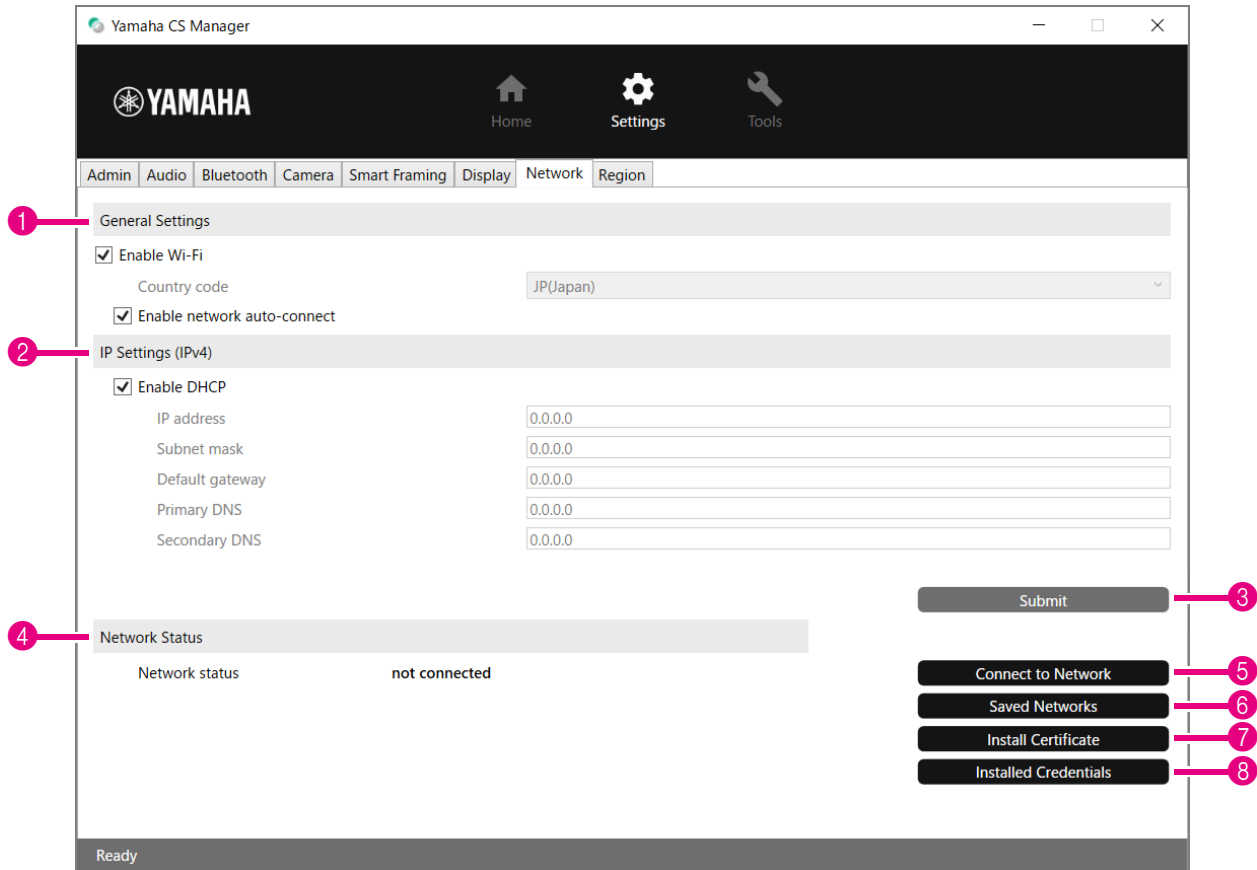 Yamaha CS Manager
YAMAHA
Home Settings Tools
Admin Audio Bluetooth Camera Smart Framing Display Network Region
1 General Settings
Enable Wi-Fi
Country code JP(Japan)
Enable network auto-connect
2 IP Settings (IPv4)
Enable DHCP
IP address 0.0.0.0
Subnet mask 0.0.0.0
Default gateway 0.0.0.0
Primary DNS 0.0.0.0
Secondary DNS 0.0.0.0
Submit 3
4 Network Status
Network status not connected
Connect to Network 5
Saved Networks 6
Install Certificate 7
Installed Credentials 8
Ready